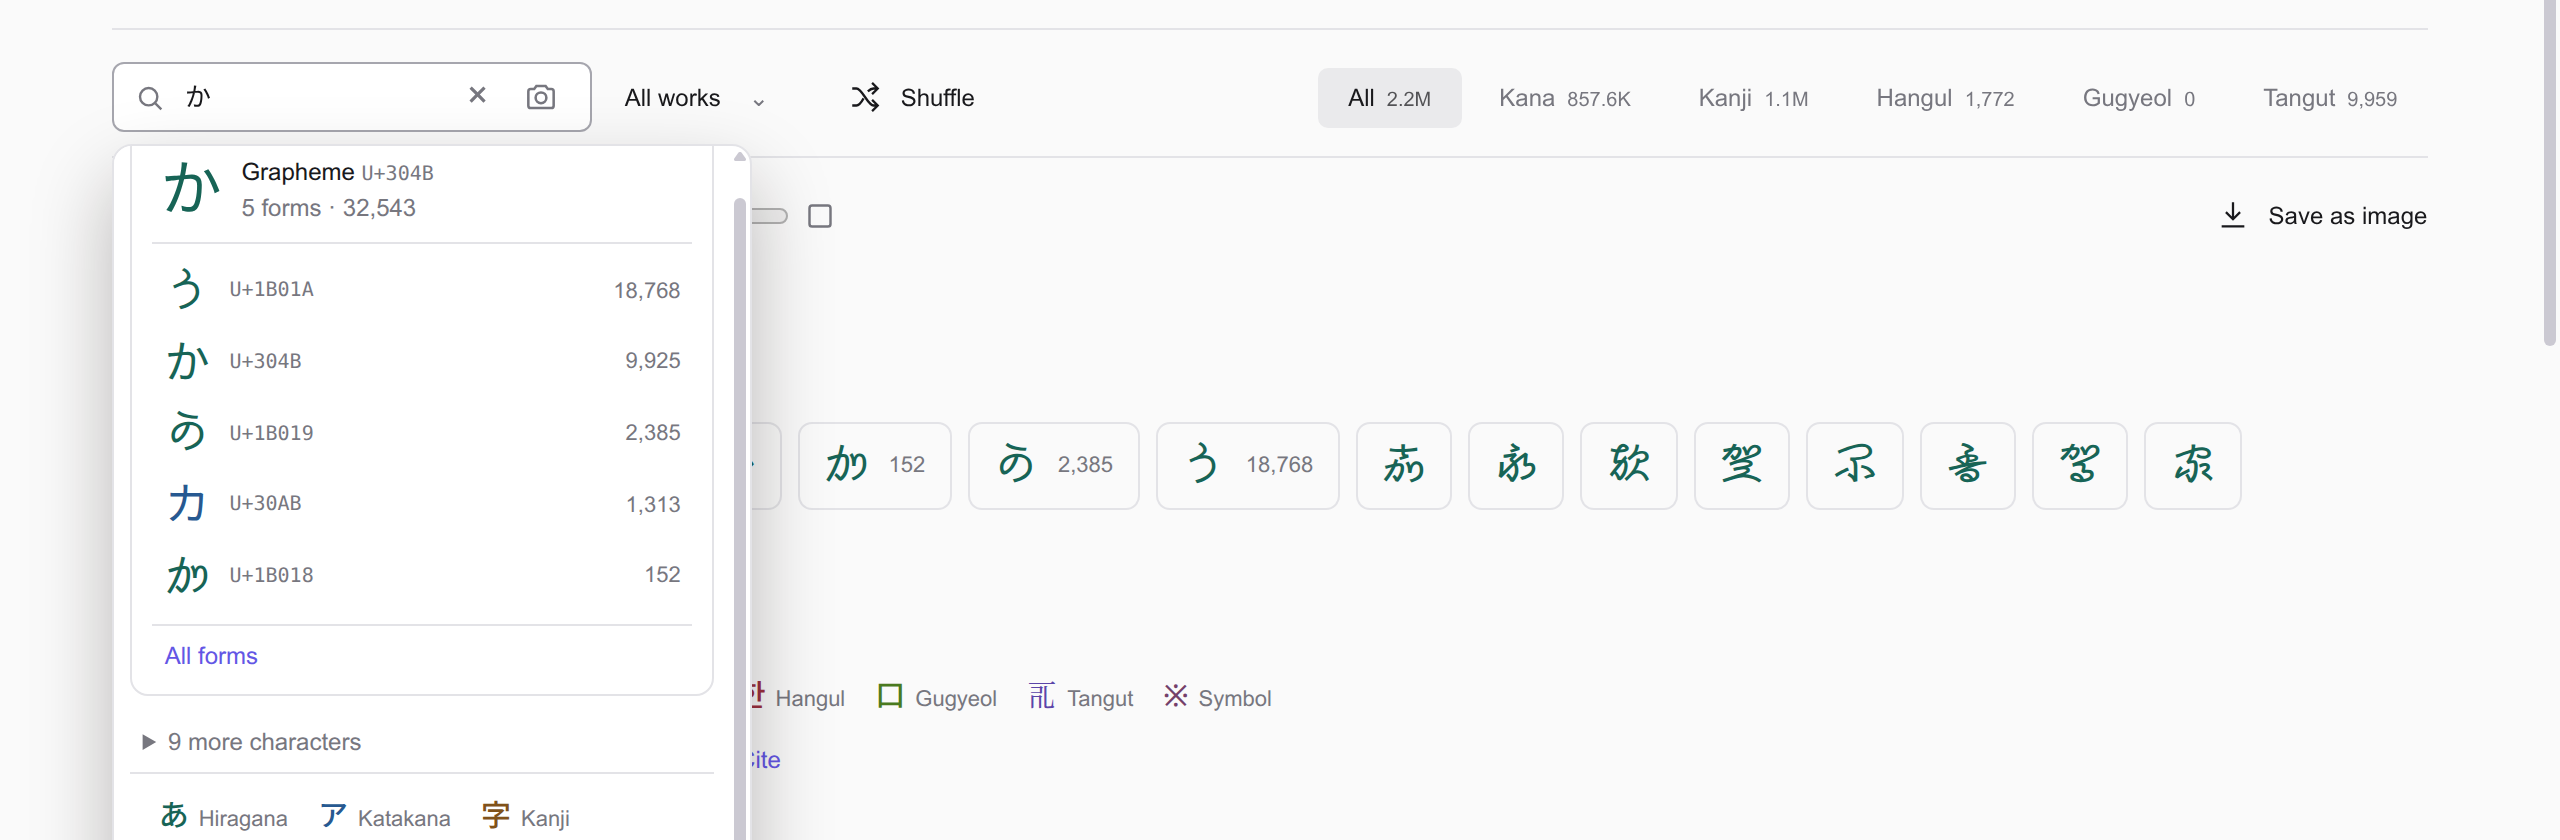 か
All works
Shuffle
All 2.2M
Kana 857.6K
Kanji 1.1M
Hangul 1,772
Gugyeol 0
Tangut 9,959
か Grapheme U+304B
5 forms · 32,543
𛀚 U+1B01A 18,768
か U+304B 9,925
𛀙 U+1B019 2,385
カ U+30AB 1,313
𛀘 U+1B018 152
All forms
9 more characters
あ Hiragana
ア Katakana
字 Kanji
Save as image
𛀘 152
𛀙 2,385
𛀚 18,768
Hangul
口 Gugyeol
Tangut
※ Symbol